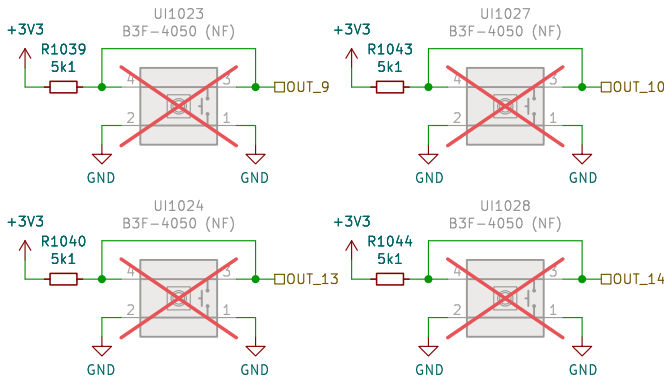 UI1023
B3F-4050 (NF)
+3V3
R1039
5k1
4
3
OUT_9
2
1
GND
GND
UI1027
B3F-4050 (NF)
+3V3
R1043
5k1
4
3
OUT_10
2
1
GND
GND
UI1024
B3F-4050 (NF)
+3V3
R1040
5k1
4
3
OUT_13
2
1
GND
GND
UI1028
B3F-4050 (NF)
+3V3
R1044
5k1
4
3
OUT_14
2
1
GND
GND